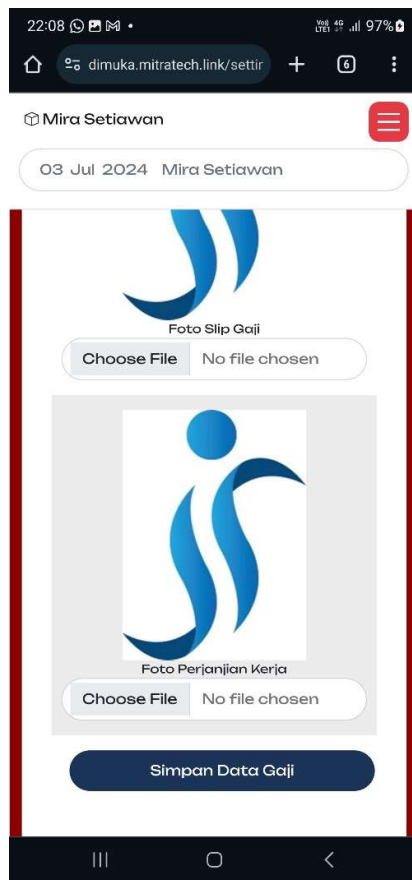 22:08 97%
dimuka.mitratech.link/settir 6
Mira Setiawan
03 Jul 2024 Mira Setiawan
Foto Slip Gaji
Choose File No file chosen
Foto Perjanjian Kerja
Choose File No file chosen
Simpan Data Gaji